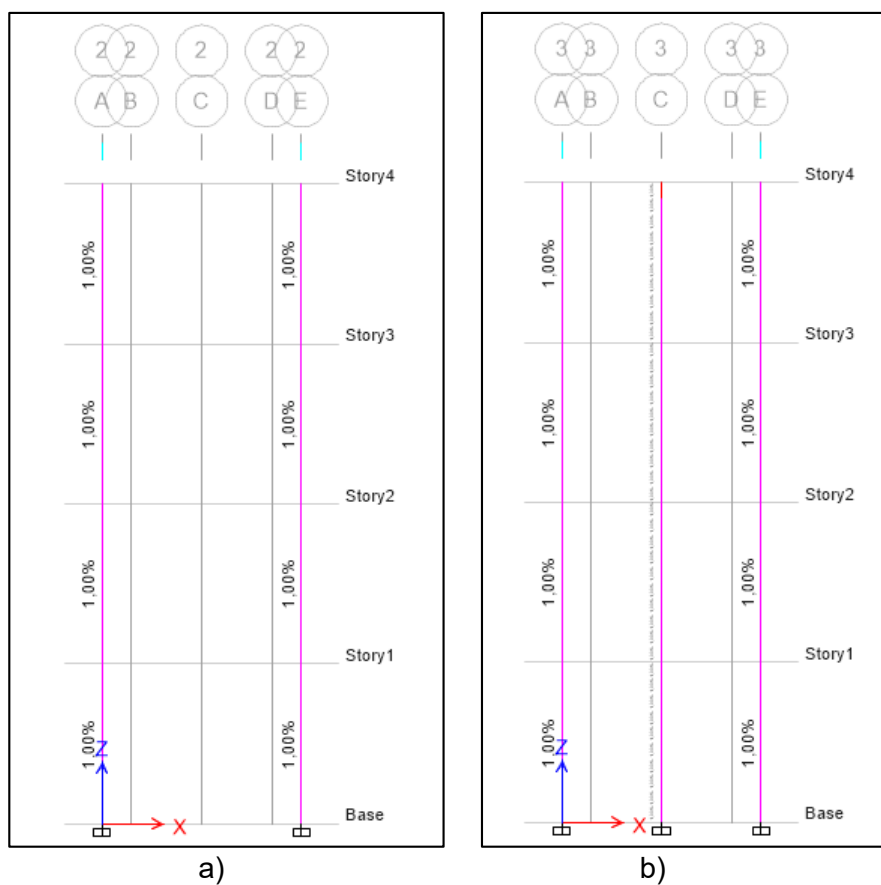 2 2 2 2 2
A B C D E
Story4
1,00% 1,00%
Story3
1,00% 1,00%
Story2
1,00% 1,00%
Story1
1,00% 1,00%
Z
X
Base
a)
3 3 3 3 3
A B C D E
Story4
1,00% 1,00%
Story3
1,00% 1,00%
Story2
1,00% 1,00%
Story1
1,00% 1,00%
Z
X
Base
b)